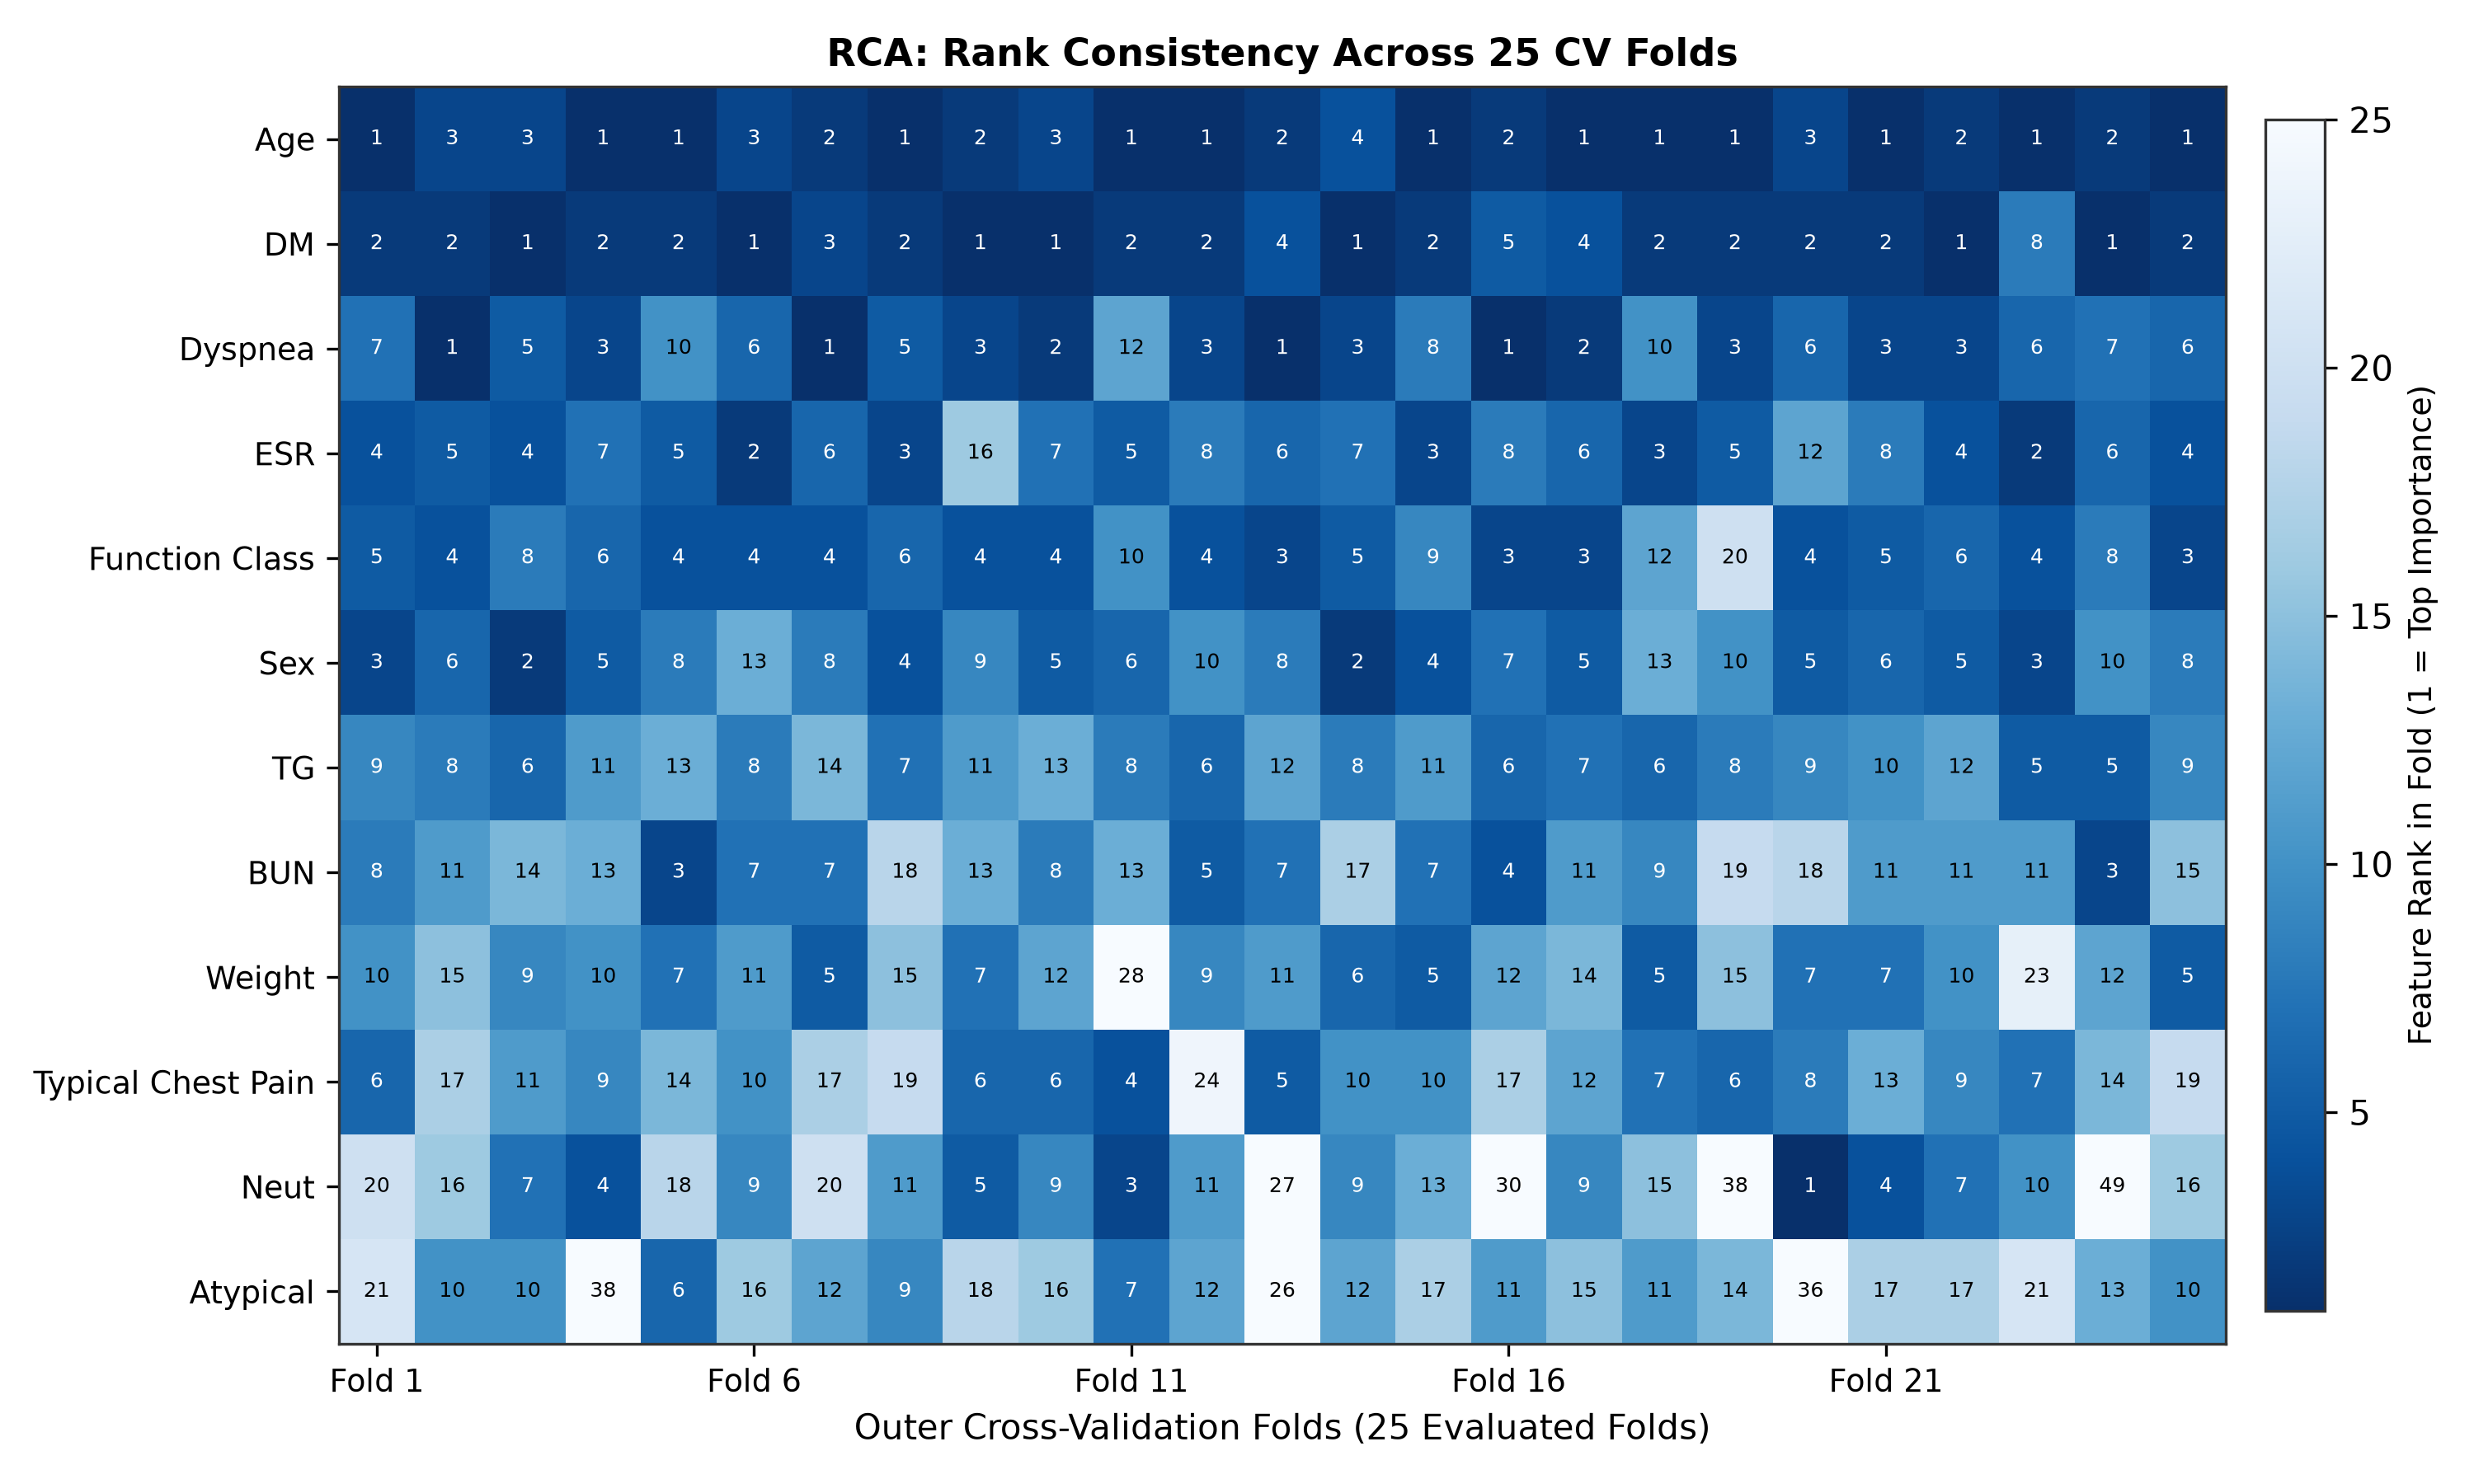 RCA: Rank Consistency Across 25 CV Folds
Age 1 3 3 1 1 3 2 1 2 3 1 1 2 4 1 2 1 1 1 3 1 2 1 2 1
DM 2 2 1 2 2 1 3 2 1 1 2 2 4 1 2 5 4 2 2 2 2 1 8 1 2
Dyspnea 7 1 5 3 10 6 1 5 3 2 12 3 1 3 8 1 2 10 3 6 3 3 6 7 6
ESR 4 5 4 7 5 2 6 3 16 7 5 8 6 7 3 8 6 3 5 12 8 4 2 6 4
Function Class 5 4 8 6 4 4 4 6 4 4 10 4 3 5 9 3 3 12 20 4 5 6 4 8 3
Sex 3 6 2 5 8 13 8 4 9 5 6 10 8 2 4 7 5 13 10 5 6 5 3 10 8
TG 9 8 6 11 13 8 14 7 11 13 8 6 12 8 11 6 7 6 8 9 10 12 5 5 9
BUN 8 11 14 13 3 7 7 18 13 8 13 5 7 17 7 4 11 9 19 18 11 11 11 3 15
Weight 10 15 9 10 7 11 5 15 7 12 28 9 11 6 5 12 14 5 15 7 7 10 23 12 5
Typical Chest Pain 6 17 11 9 14 10 17 19 6 6 4 24 5 10 10 17 12 7 6 8 13 9 7 14 19
Neut 20 16 7 4 18 9 20 11 5 9 3 11 27 9 13 30 9 15 38 1 4 7 10 49 16
Atypical 21 10 10 38 6 16 12 9 18 16 7 12 26 12 17 11 15 11 14 36 17 17 21 13 10
Fold 1 Fold 6 Fold 11 Fold 16 Fold 21
Outer Cross-Validation Folds (25 Evaluated Folds)
25
20
15
10
5
Feature Rank in Fold (1 = Top Importance)